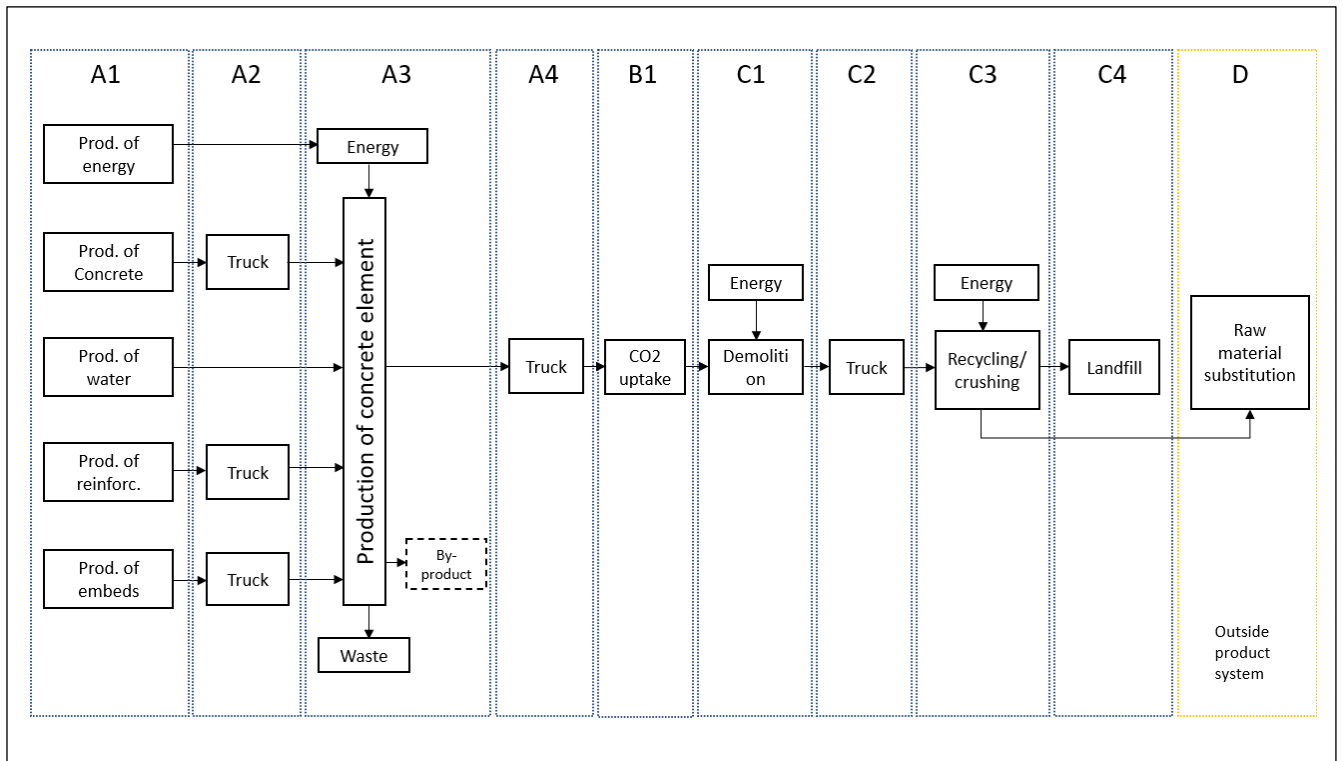 A1
A2
A3
A4
B1
C1
C2
C3
C4
D
Prod. of
energy
Energy
Prod. of
Concrete
Truck
Prod. of
water
Prod. of
reinforc.
Truck
Prod. of
embeds
Truck
Production of concrete element
By-
product
Waste
Truck
CO2
uptake
Energy
Demoliti
on
Truck
Energy
Recycling/
crushing
Landfill
Raw
material
substitution
Outside
product
system